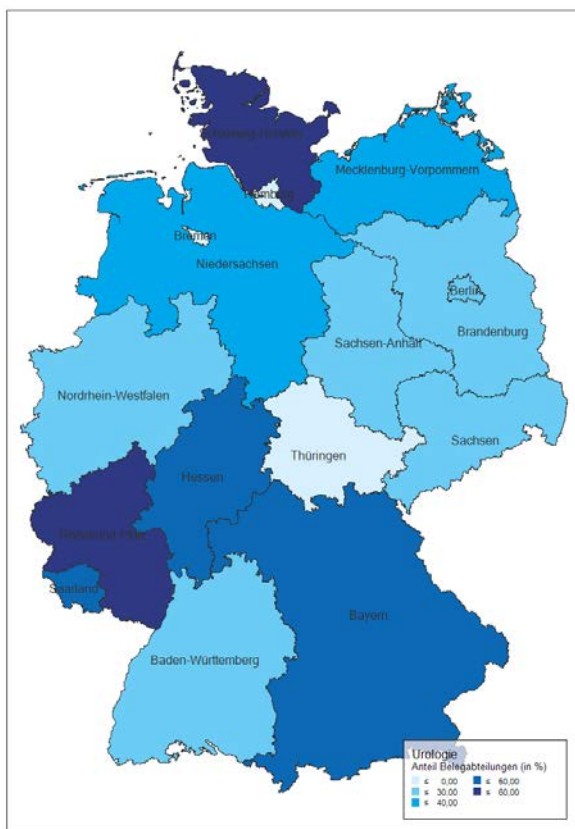 Schleswig-Holstein
Mecklenburg-Vorpommern
Hamburg
Bremen
Niedersachsen
Berlin
Brandenburg
Sachsen-Anhalt
Nordrhein-Westfalen
Sachsen
Thüringen
Hessen
Rheinland-Pfalz
Saarland
Bayern
Baden-Württemberg
Urologie
Anteil Belegabteilungen (in %)
≤ 0,00 ≤ 60,00
≤ 30,00 ≤ 60,00
≤ 40,00